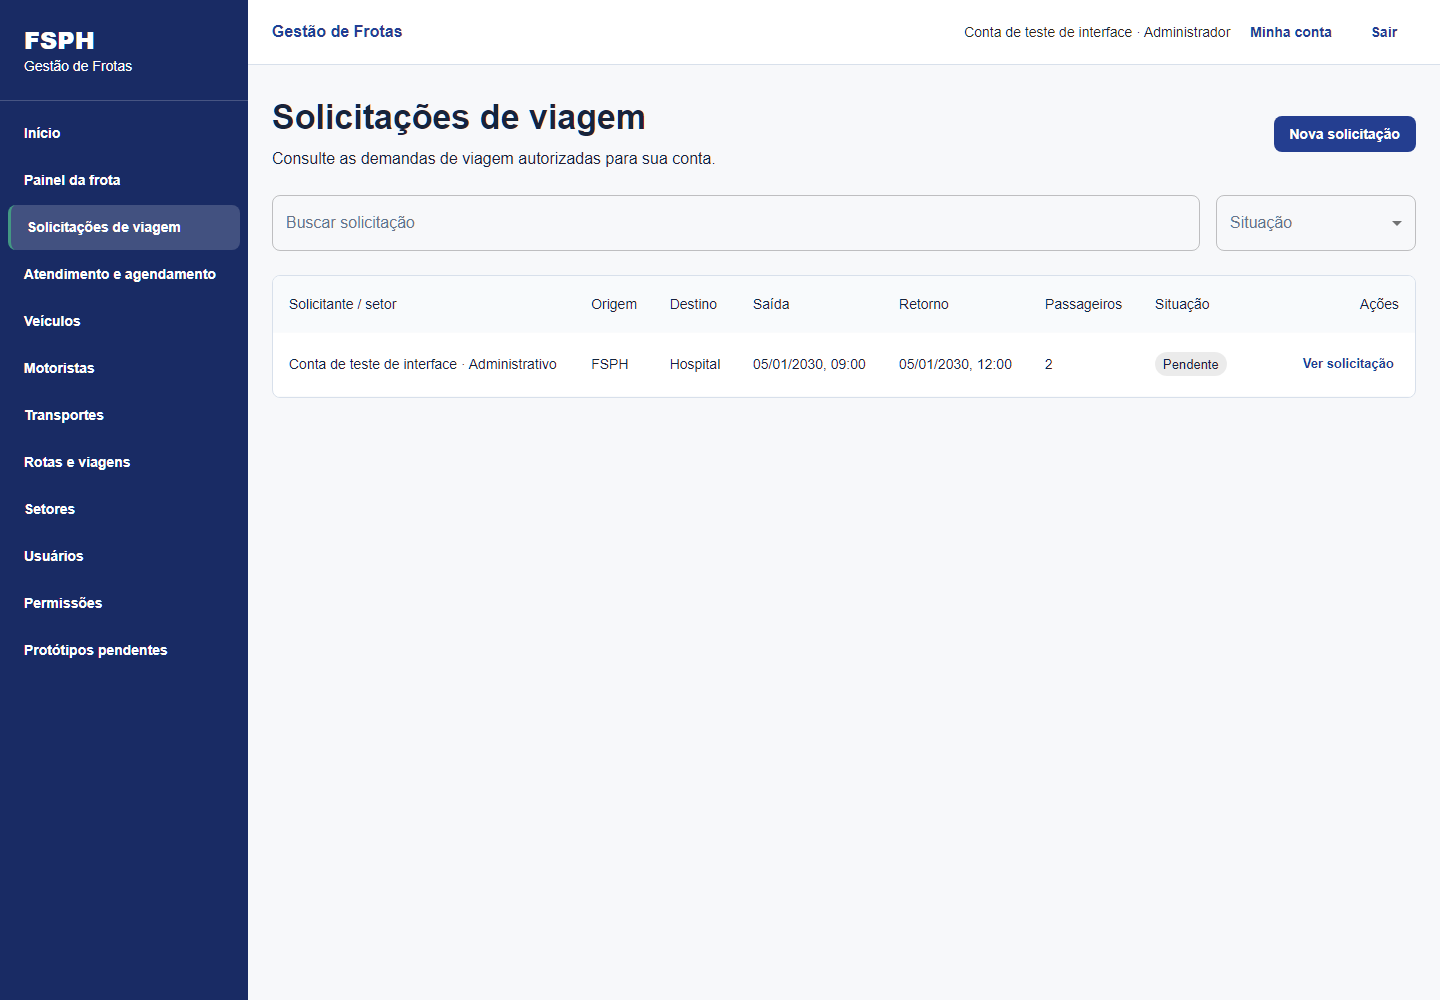 FSPH
Gestão de Frotas
Início
Painel da frota
Solicitações de viagem
Atendimento e agendamento
Veículos
Motoristas
Transportes
Rotas e viagens
Setores
Usuários
Permissões
Protótipos pendentes
Gestão de Frotas
Conta de teste de interface · Administrador Minha conta Sair
Solicitações de viagem
Consulte as demandas de viagem autorizadas para sua conta.
Nova solicitação
Buscar solicitação
Situação
Solicitante / setor Origem Destino Saída Retorno Passageiros Situação Ações
Conta de teste de interface · Administrativo FSPH Hospital 05/01/2030, 09:00 05/01/2030, 12:00 2 Pendente Ver solicitação